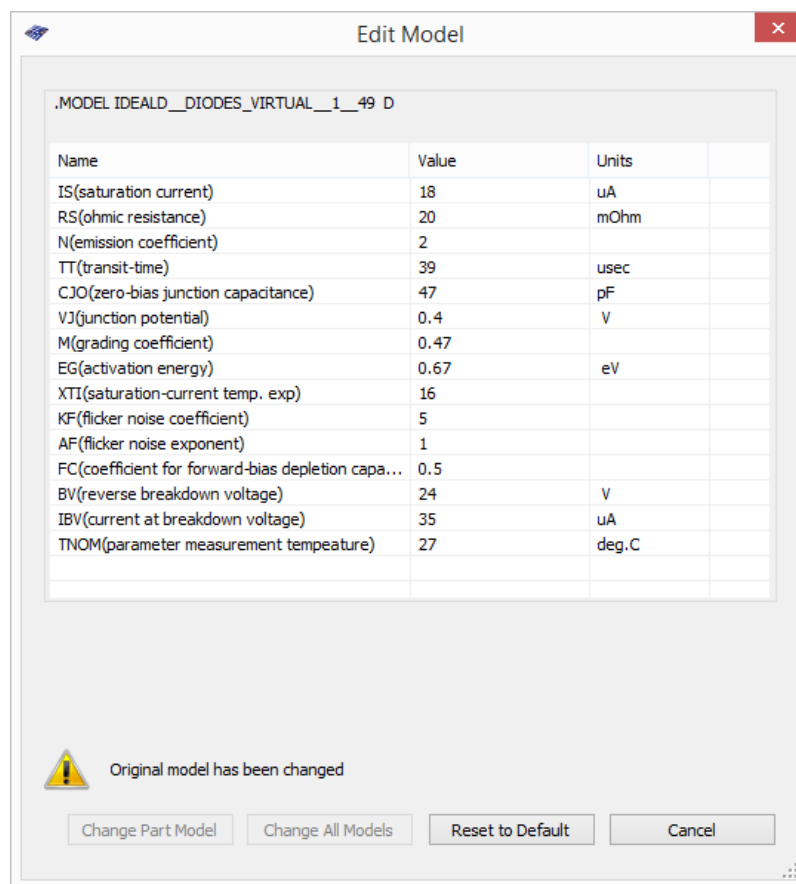 Edit Model
.MODEL IDEALD__DIODES_VIRTUAL__1__49 D
Name Value Units
IS(saturation current) 18 uA
RS(ohmic resistance) 20 mOhm
N(emission coefficient) 2
TT(transit-time) 39 usec
CJO(zero-bias junction capacitance) 47 pF
VJ(junction potential) 0.4 V
M(grading coefficient) 0.47
EG(activation energy) 0.67 eV
XTI(saturation-current temp. exp) 16
KF(flicker noise coefficient) 5
AF(flicker noise exponent) 1
FC(coefficient for forward-bias depletion capa... 0.5
BV(reverse breakdown voltage) 24 V
IBV(current at breakdown voltage) 35 uA
TNOM(parameter measurement tempeature) 27 deg.C
Original model has been changed
Change Part Model Change All Models Reset to Default Cancel